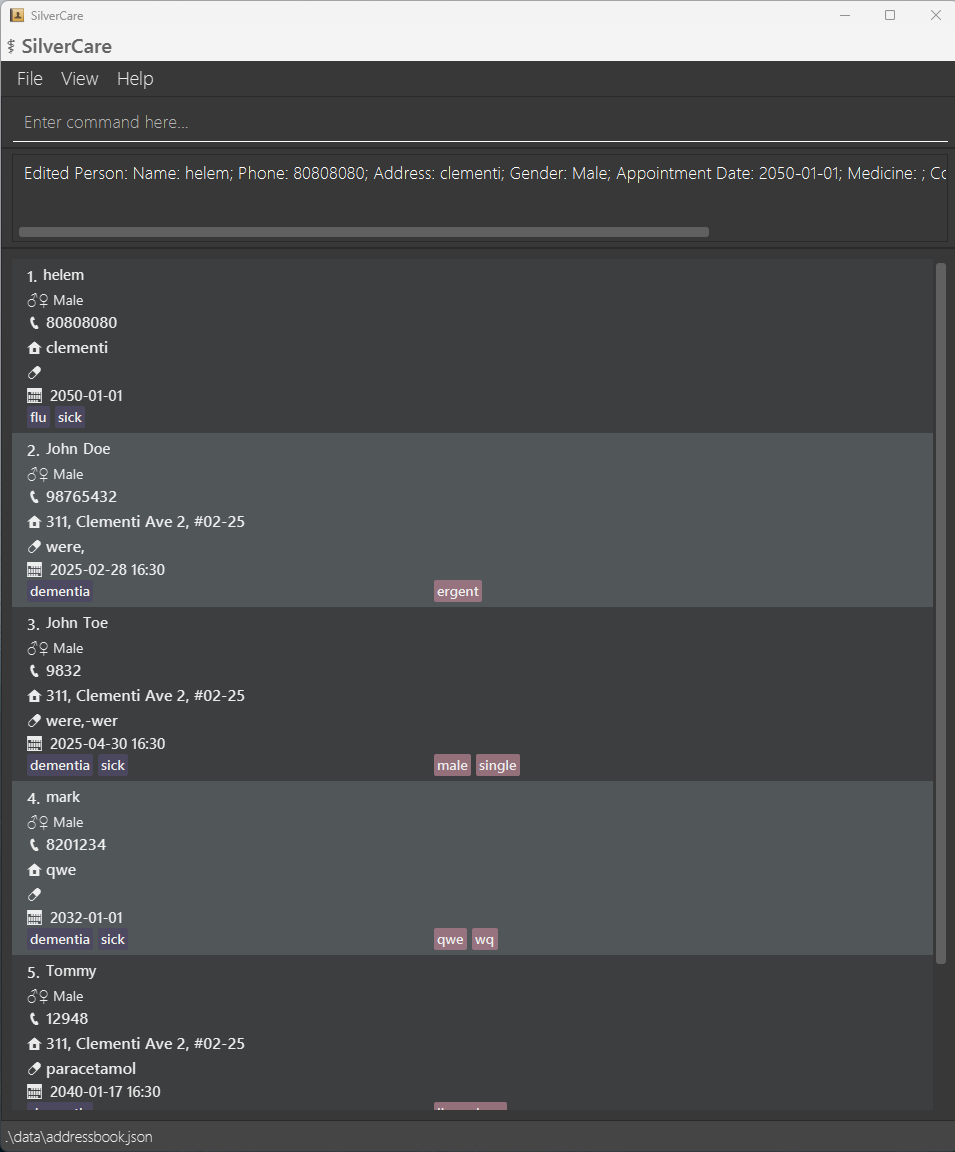 SilverCare
SilverCare
File View Help
Enter command here...
Edited Person: Name: helem; Phone: 80808080; Address: clementi; Gender: Male; Appointment Date: 2050-01-01; Medicine: ; Co
1. helem
Male
80808080
clementi
2050-01-01
flu sick
2. John Doe
Male
98765432
311, Clementi Ave 2, #02-25
were,
2025-02-28 16:30
dementia ergent
3. John Toe
Male
9832
311, Clementi Ave 2, #02-25
were,-wer
2025-04-30 16:30
dementia sick male single
4. mark
Male
8201234
qwe
2032-01-01
dementia sick qwe wq
5. Tommy
Male
12948
311, Clementi Ave 2, #02-25
paracetamol
2040-01-17 16:30
.\data\addressbook.json